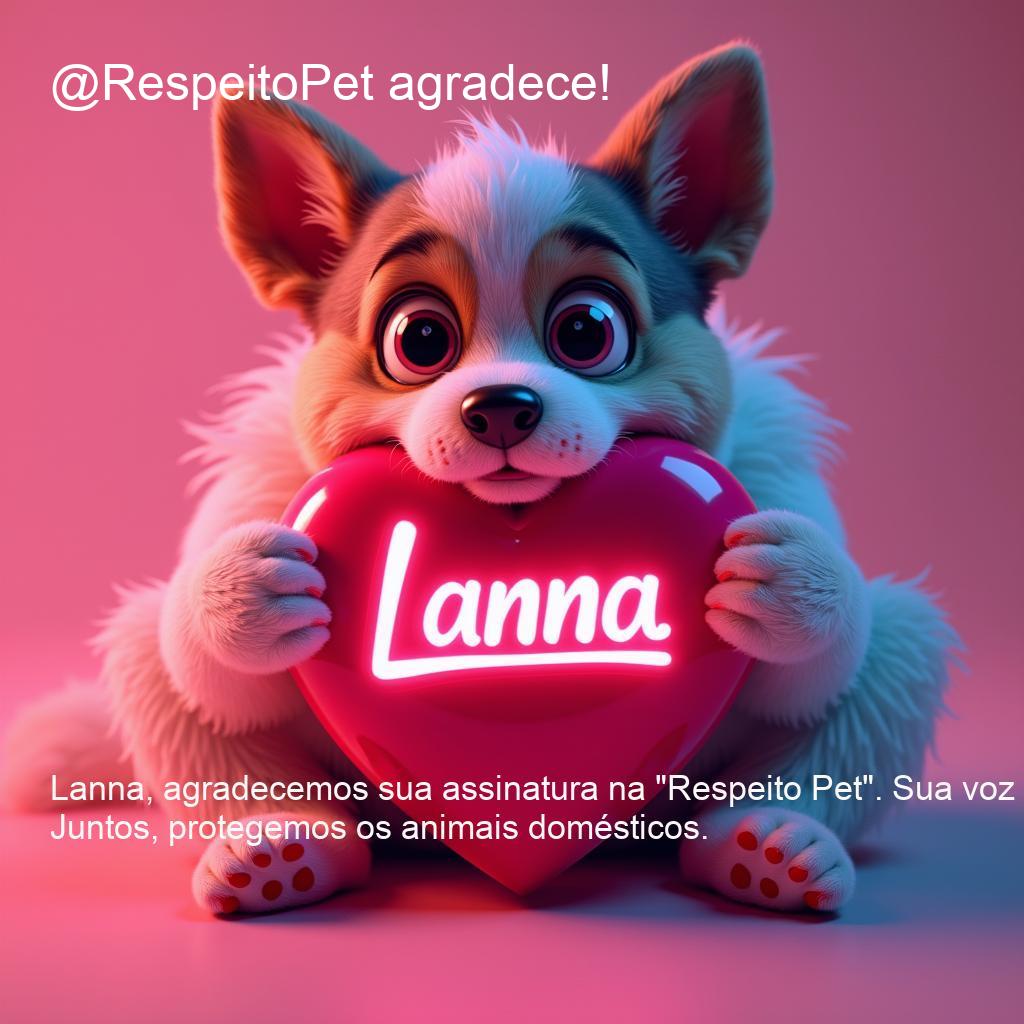 @RespeitoPet agradece!
Lanna
Lanna, agradecemos sua assinatura na "Respeito Pet". Sua voz
Juntos, protegemos os animais domésticos.